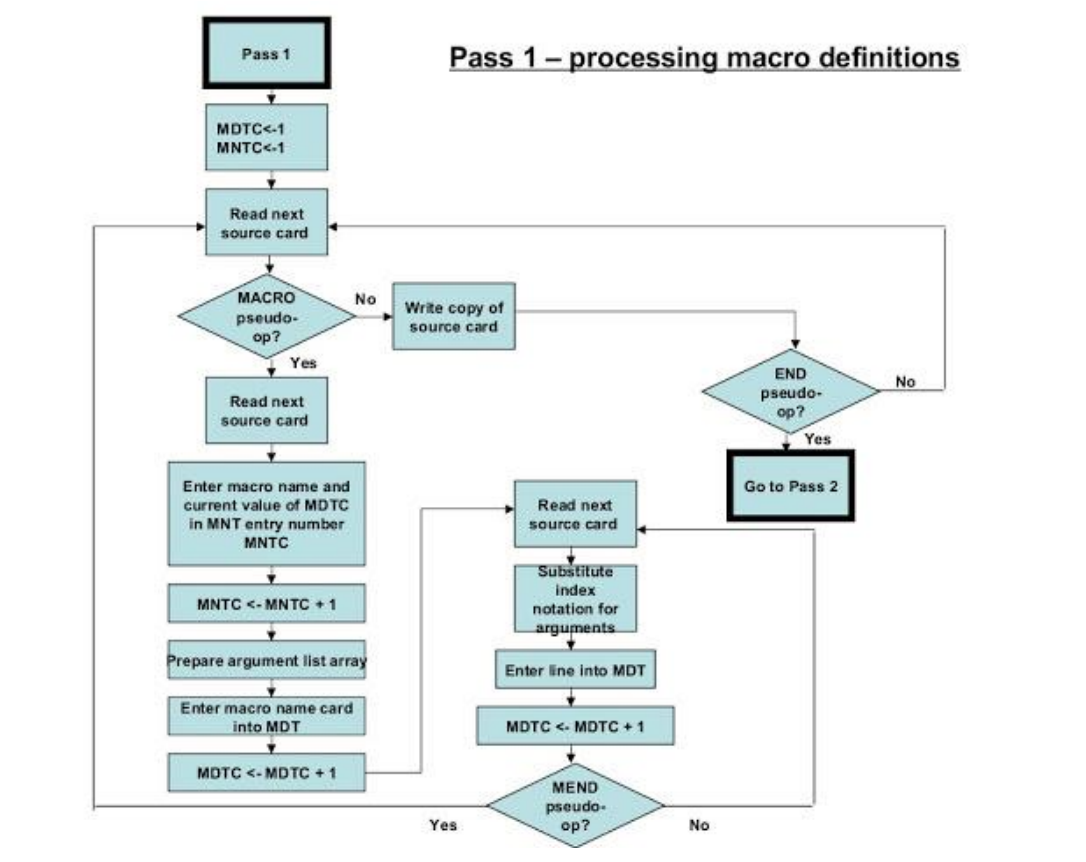 Pass 1
Pass 1 – processing macro definitions
MDTC<-1
MNTC<-1
Read next
source card
MACRO
pseudo-
op?
No
Write copy of
source card
Yes
END
pseudo-
op?
No
Yes
Go to Pass 2
Read next
source card
Enter macro name and
current value of MDTC
in MNT entry number
MNTC
MNTC <- MNTC + 1
Prepare argument list array
Enter macro name card
into MDT
MDTC <- MDTC + 1
Read next
source card
Substitute
index
notation for
arguments
Enter line into MDT
MDTC <- MDTC + 1
MEND
pseudo-
op?
Yes
No